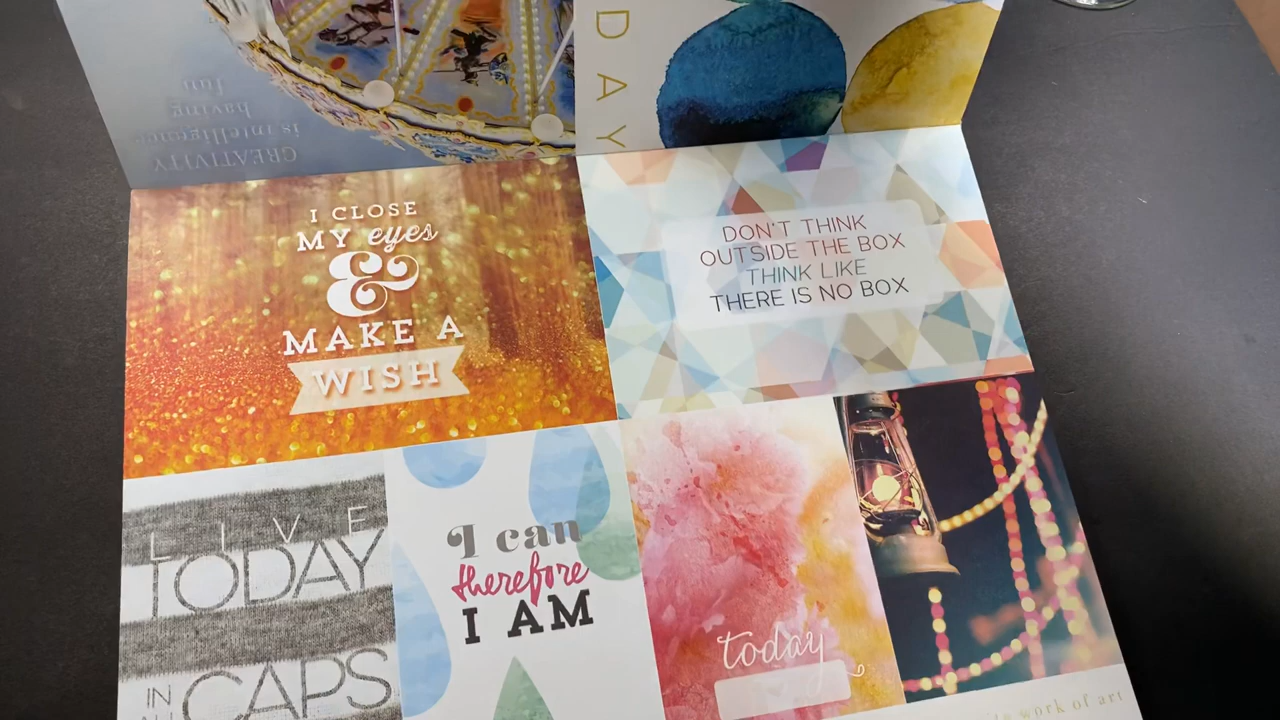 CREATIVITY
is intelligence
having
fun
DAY
I CLOSE
MY eyes
&
MAKE A
WISH
DON'T THINK
OUTSIDE THE BOX
THINK LIKE
THERE IS NO BOX
LIVE
TODAY
IN
ALL
CAPS
I can
therefore
I AM
today
work of art